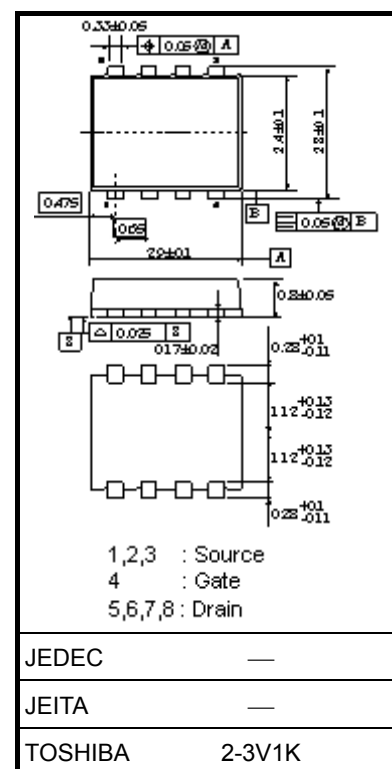 0.33±0.05
0.05 Ⓜ A
2.4±0.1
2.8±0.1
0.475
B
0.05 Ⓜ B
0.65
2.9±0.1
A
0.8±0.05
S
0.025 S
0.17±0.02
0.28 +0.1 -0.11
1.12 +0.13 -0.12
1.12 +0.13 -0.12
0.28 +0.1 -0.11
1,2,3 : Source
4 : Gate
5,6,7,8 : Drain
JEDEC —
JEITA —
TOSHIBA 2-3V1K